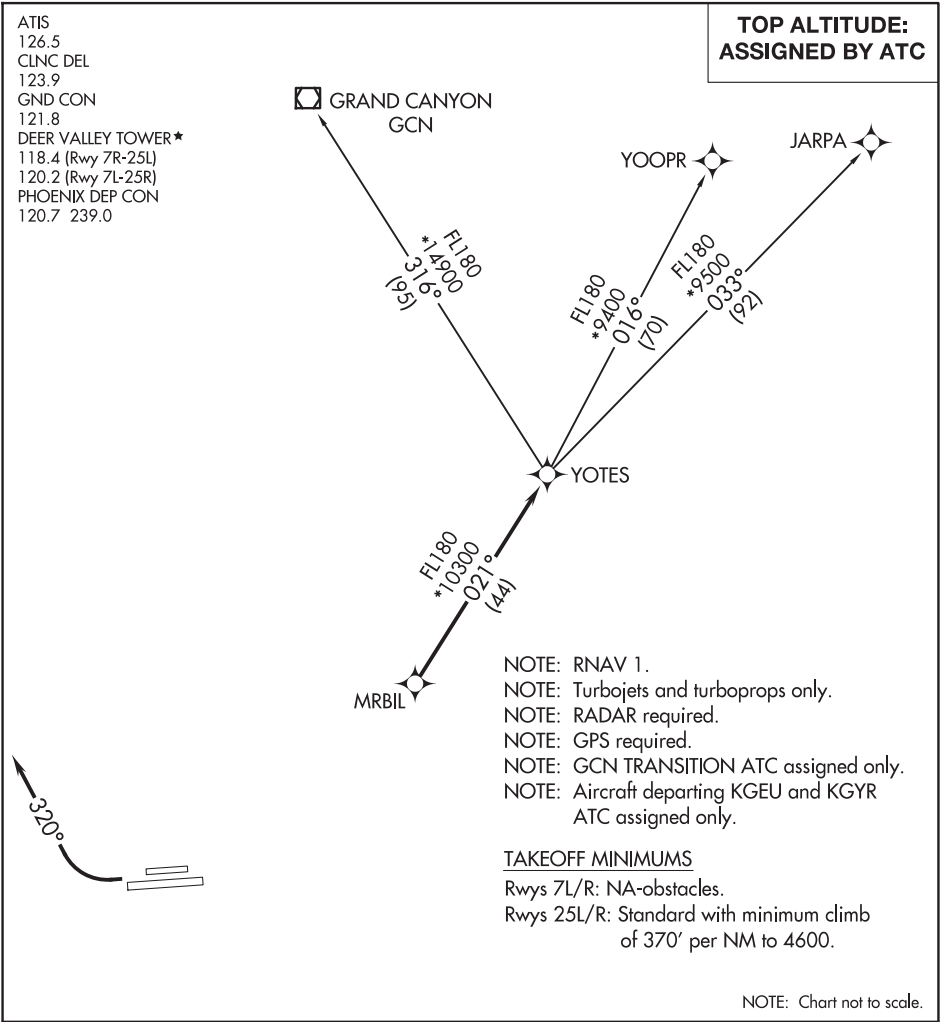 ATIS
126.5
CLNC DEL
123.9
GND CON
121.8
DEER VALLEY TOWER★
118.4 (Rwy 7R-25L)
120.2 (Rwy 7L-25R)
PHOENIX DEP CON
120.7 239.0
TOP ALTITUDE:
ASSIGNED BY ATC
GRAND CANYON
GCN
YOOPR
JARPA
FL180
*14900
316°
(95)
FL180
*9400
016°
(70)
FL180
*9500
033°
(92)
YOTES
FL180
*10300
021°
(44)
MRBIL
320°
NOTE: RNAV 1.
NOTE: Turbojets and turboprops only.
NOTE: RADAR required.
NOTE: GPS required.
NOTE: GCN TRANSITION ATC assigned only.
NOTE: Aircraft departing KGEU and KGYR
ATC assigned only.
TAKEOFF MINIMUMS
Rwys 7L/R: NA-obstacles.
Rwys 25L/R: Standard with minimum climb
of 370' per NM to 4600.
NOTE: Chart not to scale.